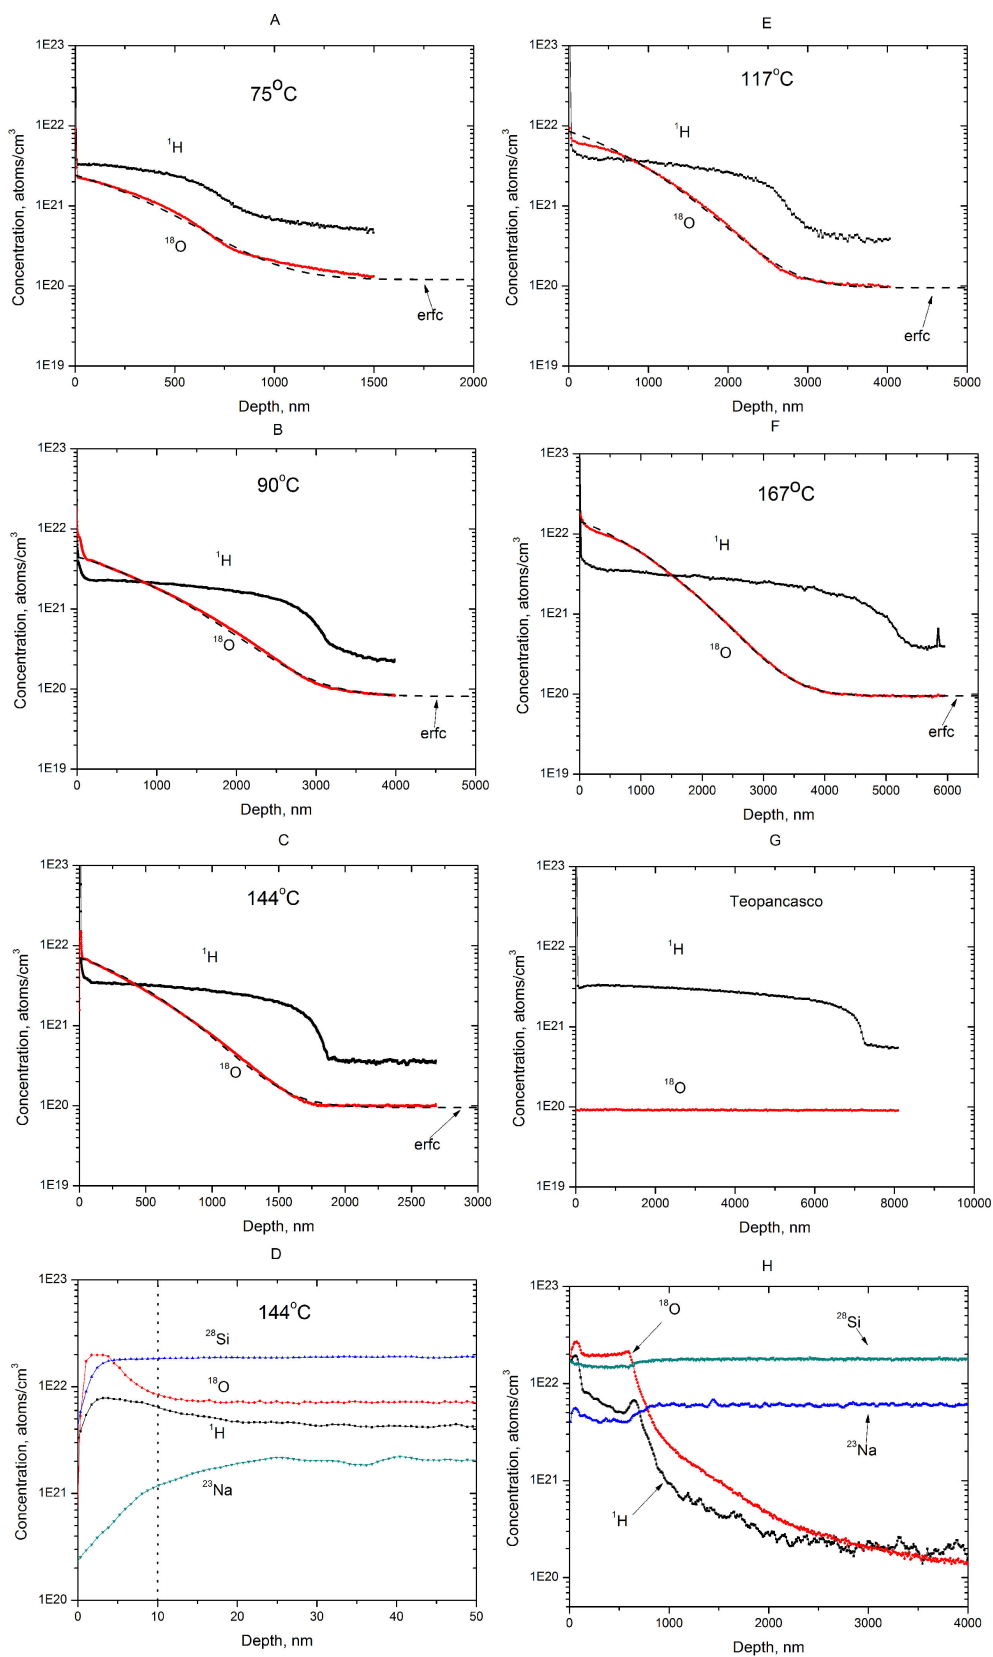 A
1E23
1E22
1E21
1E20
1E19
Concentration, atoms/cm³
75°C
¹H
¹⁸O
erfc
0 500 1000 1500 2000
Depth, nm
E
1E23
1E22
1E21
1E20
1E19
Concentration, atoms/cm³
117°C
¹H
¹⁸O
erfc
0 1000 2000 3000 4000 5000
Depth, nm
B
1E23
1E22
1E21
1E20
1E19
Concentration, atoms/cm³
90°C
¹H
¹⁸O
erfc
0 1000 2000 3000 4000 5000
Depth, nm
F
1E23
1E22
1E21
1E20
1E19
Concentration, atoms/cm³
167°C
¹H
¹⁸O
erfc
0 1000 2000 3000 4000 5000 6000
Depth, nm
C
1E23
1E22
1E21
1E20
1E19
Concentration, atoms/cm³
144°C
¹H
¹⁸O
erfc
0 500 1000 1500 2000 2500 3000
Depth, nm
G
1E23
1E22
1E21
1E20
1E19
Concentration, atoms/cm³
Teopancasco
¹H
¹⁸O
0 2000 4000 6000 8000 10000
Depth, nm
D
1E23
1E22
1E21
1E20
Concentration, atoms/cm³
144°C
²⁸Si
¹⁸O
¹H
²³Na
0 10 20 30 40 50
Depth, nm
H
1E23
1E22
1E21
1E20
Concentration, atoms/cm³
¹⁸O
²⁸Si
²³Na
¹H
0 1000 2000 3000 4000
Depth, nm